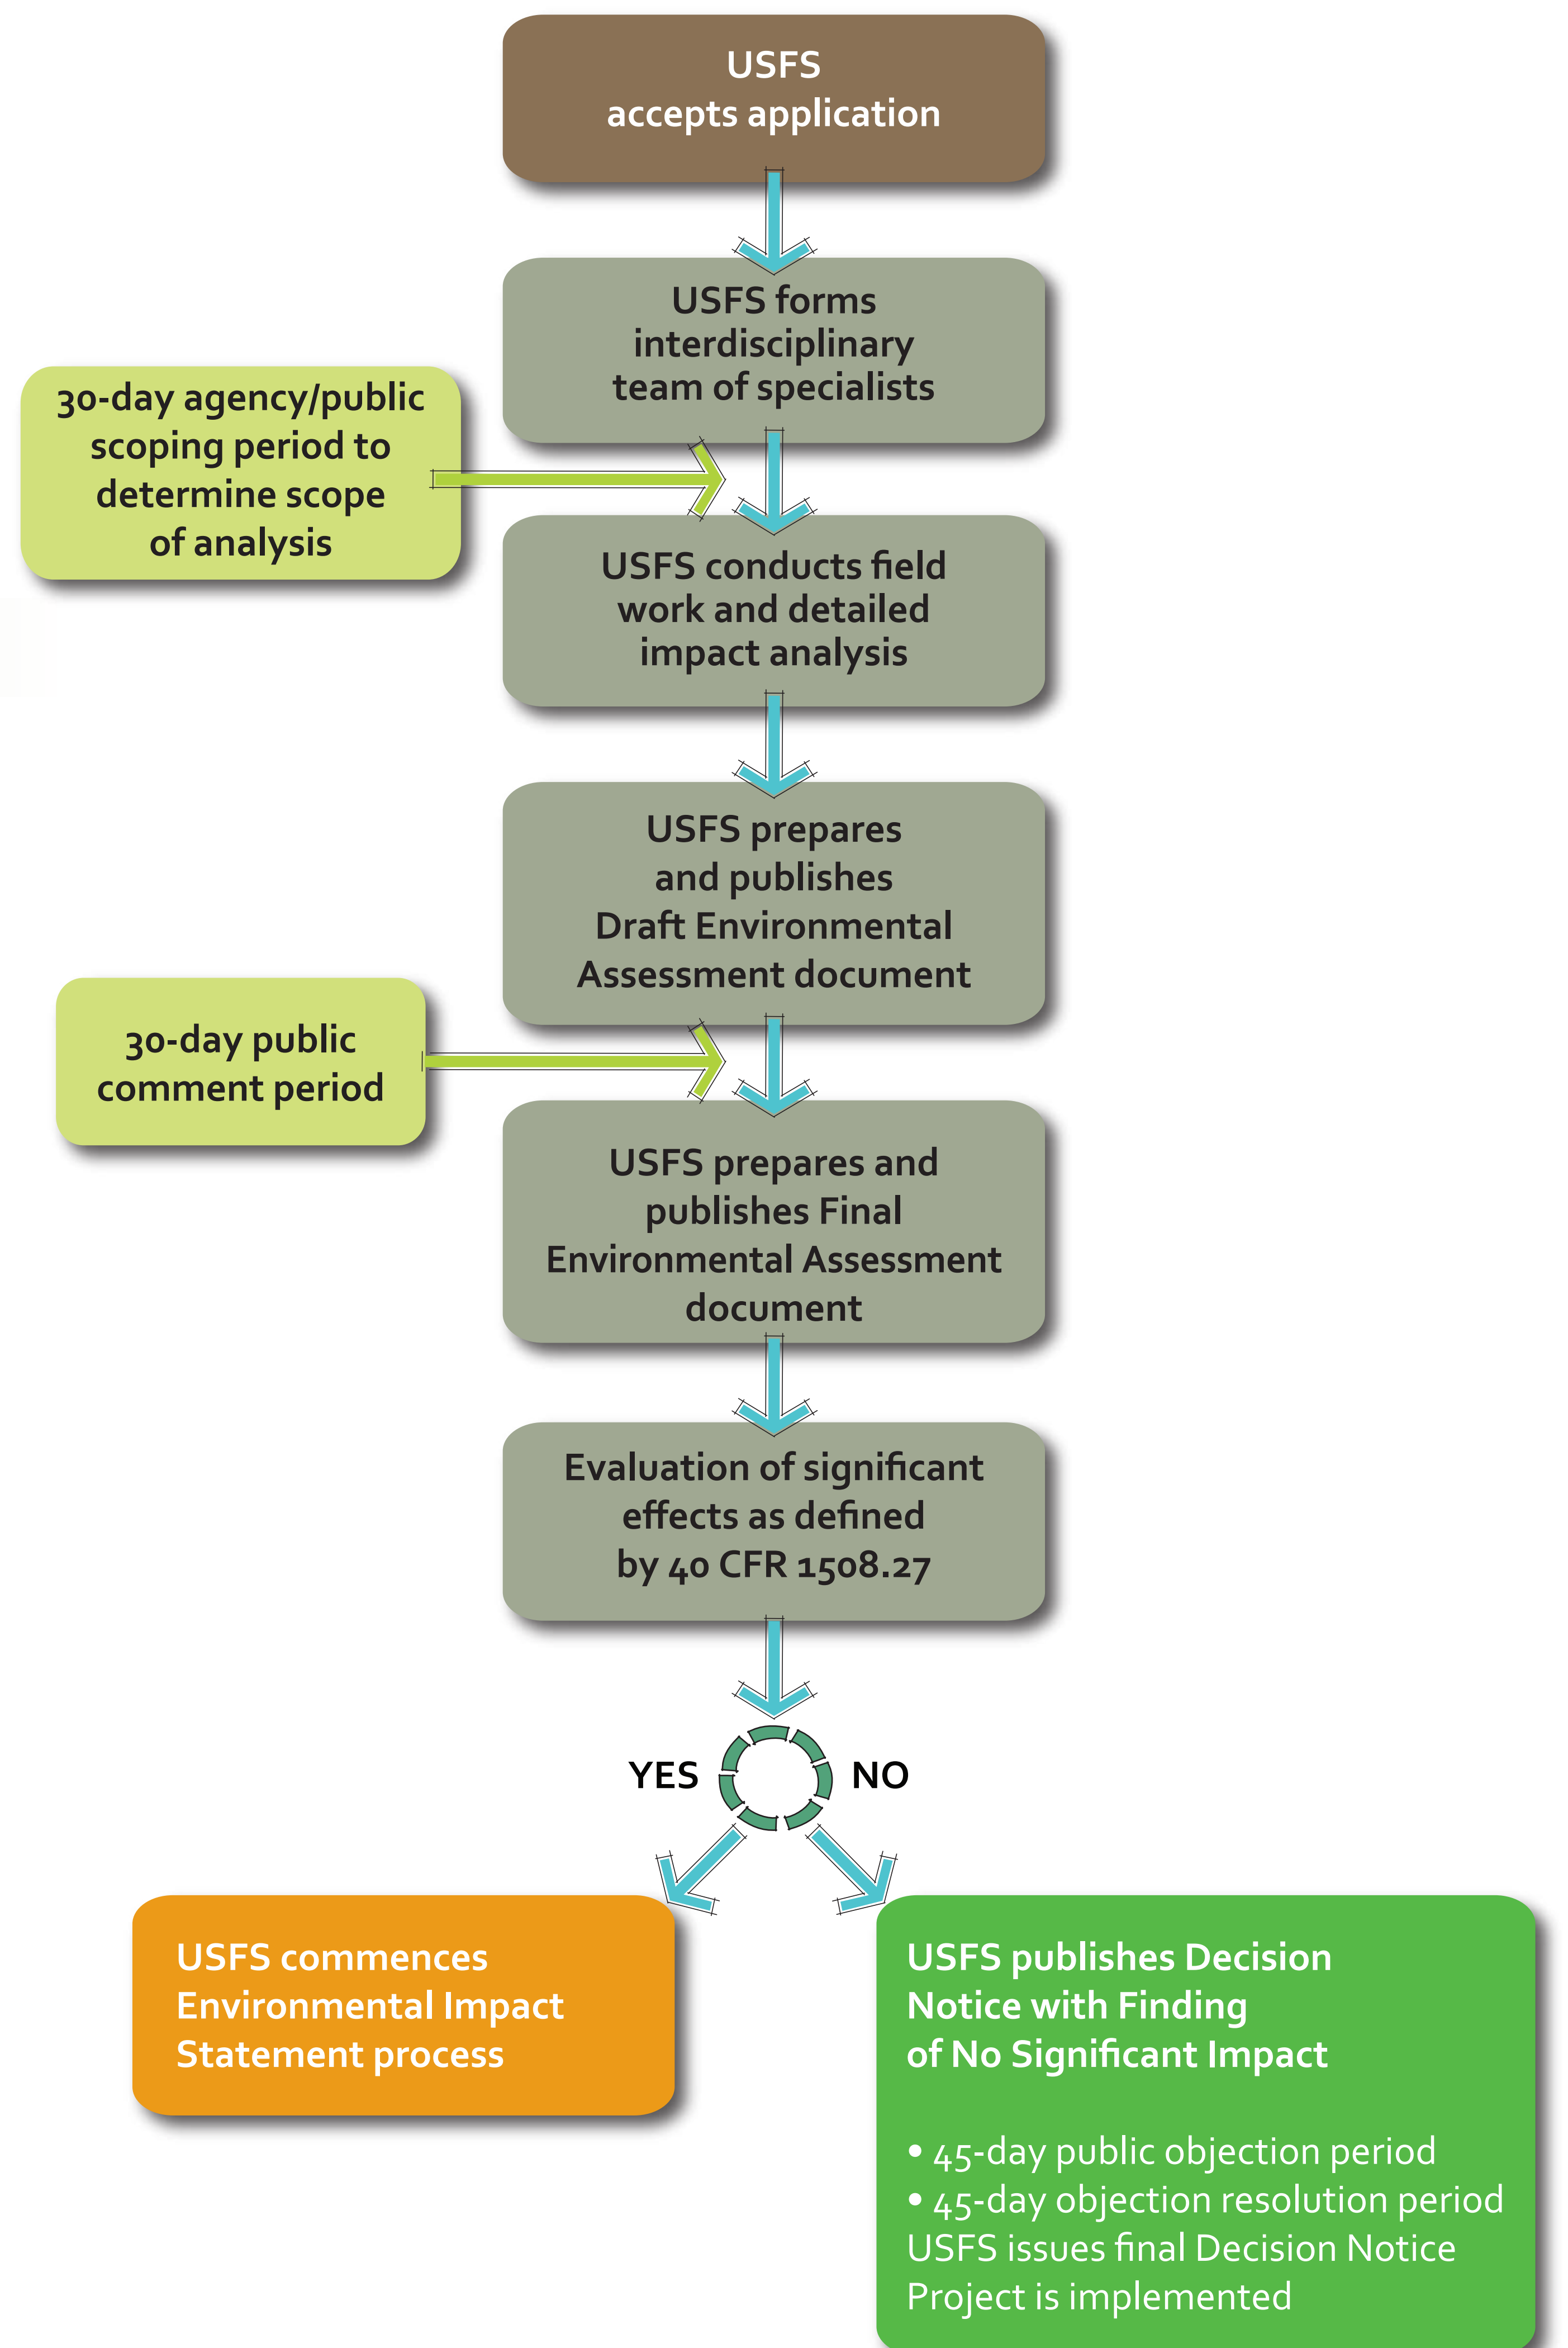 USFS
accepts application
USFS forms
interdisciplinary
team of specialists
30-day agency/public
scoping period to
determine scope
of analysis
USFS conducts field
work and detailed
impact analysis
USFS prepares
and publishes
Draft Environmental
Assessment document
30-day public
comment period
USFS prepares and
publishes Final
Environmental Assessment
document
Evaluation of significant
effects as defined
by 40 CFR 1508.27
YES
NO
USFS commences
Environmental Impact
Statement process
USFS publishes Decision
Notice with Finding
of No Significant Impact
• 45-day public objection period
• 45-day objection resolution period
USFS issues final Decision Notice
Project is implemented